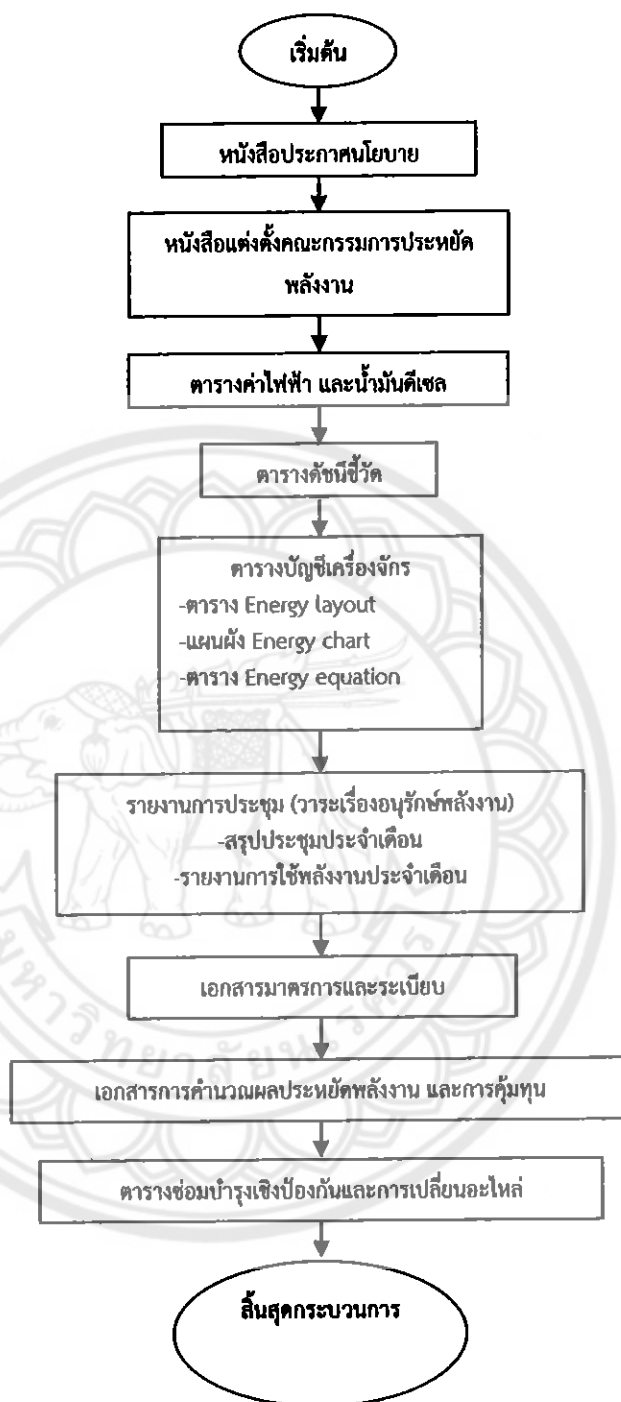 เริ่มต้น
หนังสือประกาศนโยบาย
หนังสือแต่งตั้งคณะกรรมการประหยัด
พลังงาน
ตารางค่าไฟฟ้า และน้ำมันดีเซล
ตารางดัชนีชี้วัด
ตารางบัญชีเครื่องจักร
-ตาราง Energy layout
-แผนผัง Energy chart
-ตาราง Energy equation
รายงานการประชุม (วาระเรื่องอนุรักษ์พลังงาน)
-สรุปประชุมประจำเดือน
-รายงานการใช้พลังงานประจำเดือน
เอกสารมาตรการและระเบียบ
มหาวิทยาลัยนเรศวร
เอกสารการคำนวณผลประหยัดพลังงาน และการคุ้มทุน
ตารางซ่อมบำรุงเชิงป้องกันและการเปลี่ยนอะไหล่
สิ้นสุดกระบวนการ